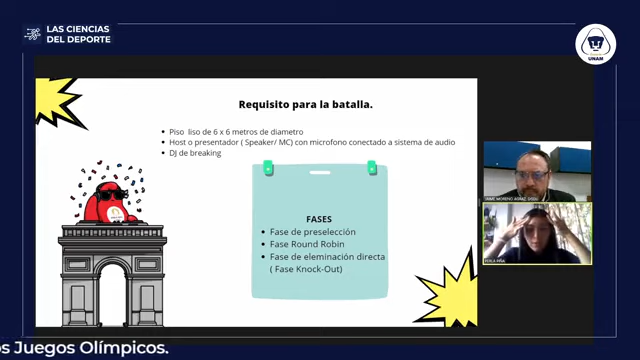 LAS CIENCIAS
DEL DEPORTE
UNAM
Requisito para la batalla.
Piso liso de 6 x 6 metros de diametro
Host o presentador ( Speaker/ MC) con microfono conectado a sistema de audio
DJ de breaking
FASES
Fase de preselección
Fase Round Robin
Fase de eleminación directa
( Fase Knock-Out)
os Juegos Olímpicos.